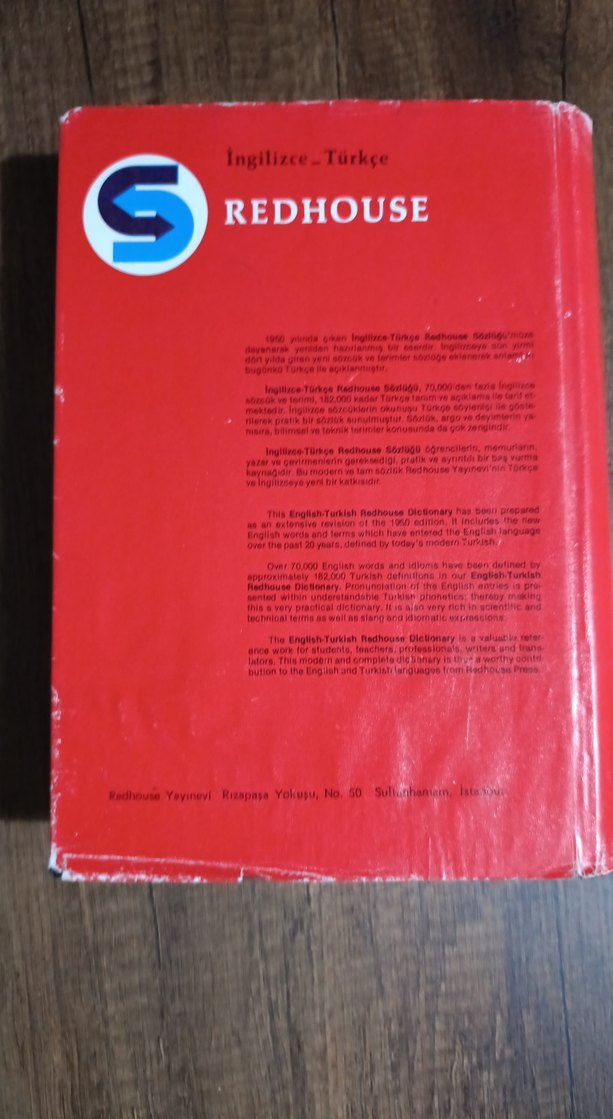 İngilizce - Türkçe
REDHOUSE
1950 yılında çıkan İngilizce-Türkçe Redhouse Sözlüğü'müze
dayanarak yeniden hazırlanmış bir eserdir. İngilizceye son yirmi
dört yılda giren yeni sözcük ve terimler sözlüğe eklenerek anlamları
bugünkü Türkçe ile açıklanmıştır.
İngilizce-Türkçe Redhouse Sözlüğü, 70,000'den fazla İngilizce
sözcük ve terimi, 182,000 kadar Türkçe tanım ve açıklama ile tarif et-
mektedir. İngilizce sözcüklerin okunuşu Türkçe söylenişi ile göste-
rilerek pratik bir sözlük sunulmuştur. Sözlük, argo ve deyimlerin ya-
nısıra, bilimsel ve teknik terimler konusunda da çok zengindir.
İngilizce-Türkçe Redhouse Sözlüğü öğrencilerin, memurların,
yazar ve çevirmenlerin gereksediği, pratik ve ayrıntılı bir baş vurma
kaynağıdır. Bu modern ve tam sözlük Redhouse Yayınevi'nin Türkçe
ve İngilizceye yeni bir katkısıdır.
This English-Turkish Redhouse Dictionary has been prepared
as an extensive revision of the 1950 edition. It includes the new
English words and terms which have entered the English language
over the past 20 years, defined by today's modern Turkish.
Over 70,000 English words and idioms have been defined by
approximately 182,000 Turkish definitions in our English-Turkish
Redhouse Dictionary. Pronunciation of the English entries is pre-
sented within understandable Turkish phonetics; thereby making
this a very practical dictionary. It is also very rich in scientific and
technical terms as well as slang and idiomatic expressions.
The English-Turkish Redhouse Dictionary is a valuable refer-
ence work for students, teachers, professionals, writers and trans-
lators. This modern and complete dictionary is thus a worthy contri-
bution to the English and Turkish languages from Redhouse Press.
Redhouse Yayınevi Rızapaşa Yokuşu, No. 50 Sultanhamam, İstanbul